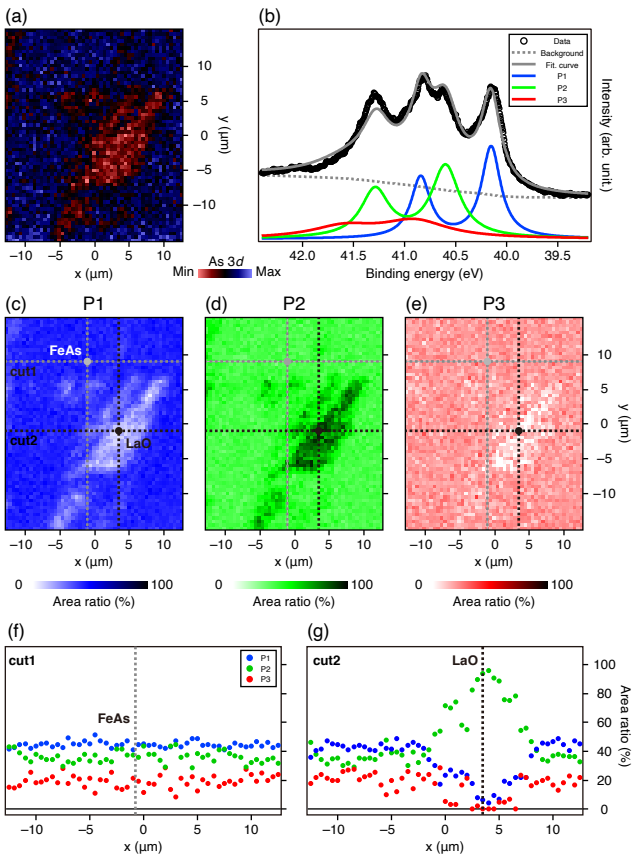 (a)
15
10
5
0
−5
−10
y (μm)
−10 −5 0 5 10
x (μm)
As 3d
Min Max
(b)
Data
Background
Fit. curve
P1
P2
P3
Intensity (arb. unit.)
42.0 41.5 41.0 40.5 40.0 39.5
Binding energy (eV)
(c) P1
FeAs
cut1
cut2
LaO
−10 −5 0 5 10
x (μm)
0 100
Area ratio (%)
(d) P2
−10 −5 0 5 10
x (μm)
0 100
Area ratio (%)
(e) P3
10
5
0
−5
−10
y (μm)
−10 −5 0 5 10
x (μm)
0 100
Area ratio (%)
(f)
cut1
FeAs
P1
P2
P3
−10 −5 0 5 10
x (μm)
(g)
cut2
LaO
100
80
60
40
20
0
Area ratio (%)
−10 −5 0 5 10
x (μm)